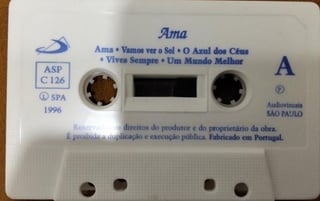 Ama
Ama • Vamos ver o Sol • O Azul dos Céus
• Vives Sempre • Um Mundo Melhor
ASP
C 126
Ⓛ SPA
1996
A
Ⓟ
Audiovisuais
SÃO PAULO
Reservados os direitos do produtor e do proprietário da obra.
É proibida a duplicação e execução pública. Fabricado em Portugal.